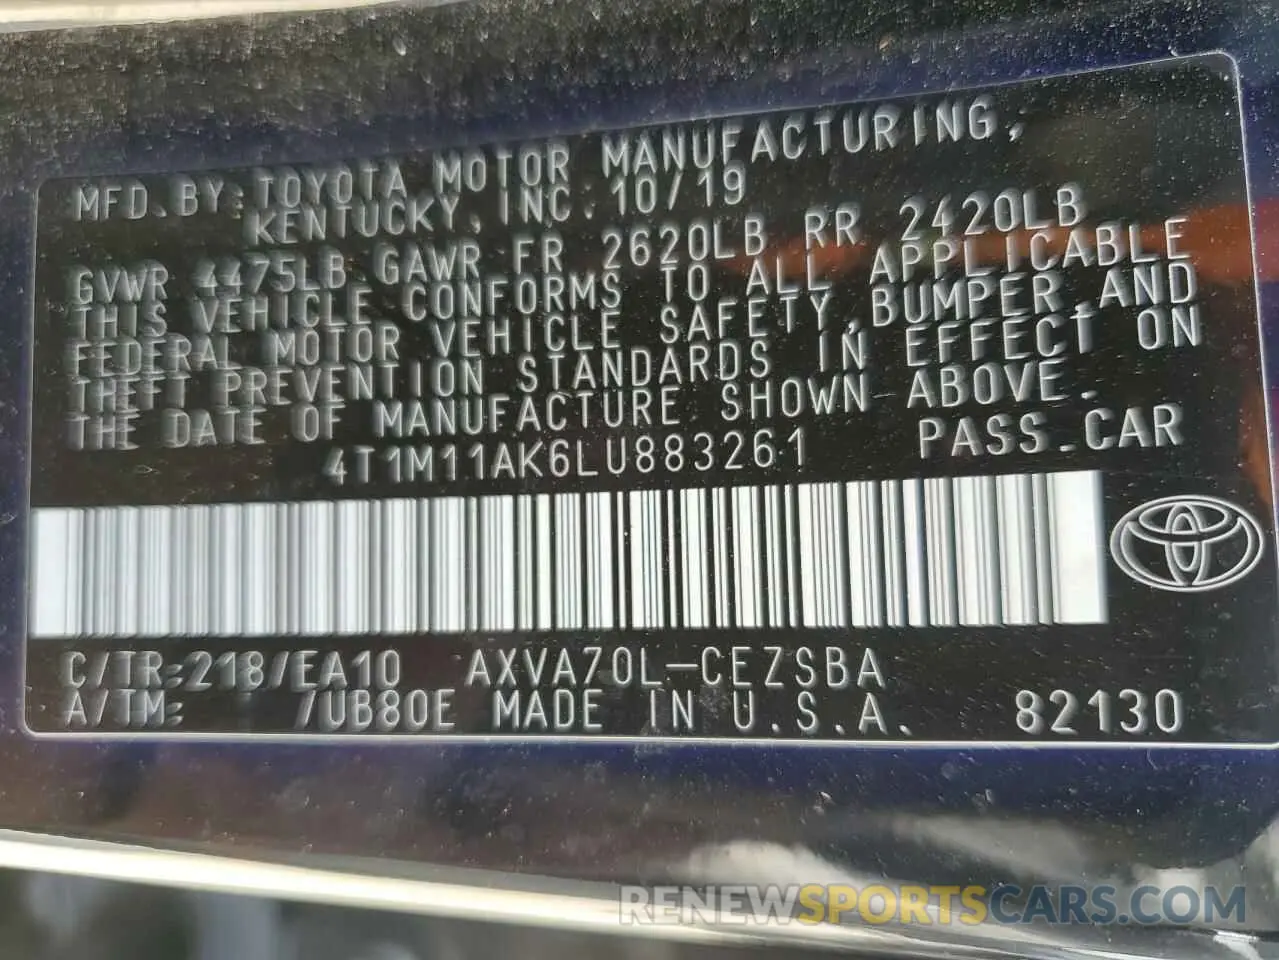 MFD.BY:TOYOTA MOTOR MANUFACTURING,
KENTUCKY, INC. 10/19
GVWR 4475LB GAWR FR 2620LB RR 2420LB
THIS VEHICLE CONFORMS TO ALL APPLICABLE
FEDERAL MOTOR VEHICLE SAFETY,BUMPER,AND
THEFT PREVENTION STANDARDS IN EFFECT ON
THE DATE OF MANUFACTURE SHOWN ABOVE.
4T1M11AK6LU883261 PASS.CAR
C/TR:218/EA10 AXVA70L-CEZSBA
A/TM: /UB80E MADE IN U.S.A. 82130
RENEWSPORTSCARS.COM